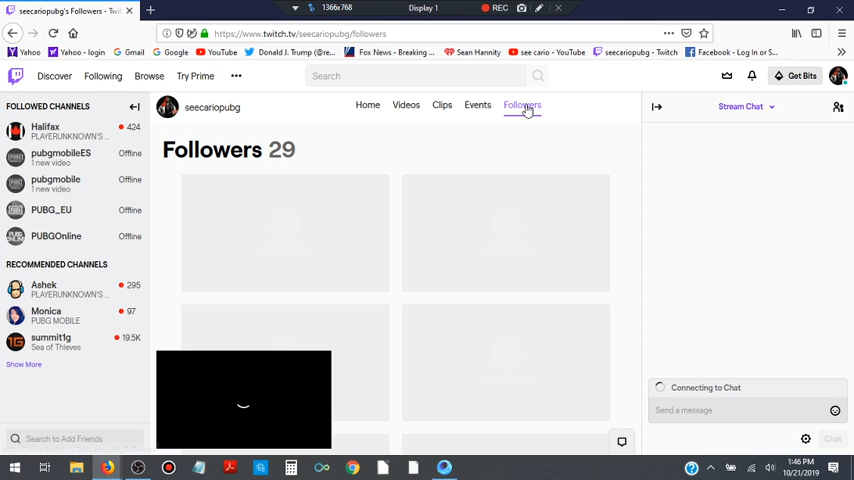 seecariopubg's Followers - Twit
1366x768
Display 1
REC
https://www.twitch.tv/seecariopubg/followers
Yahoo
Yahoo - login
Gmail
Google
YouTube
Donald J. Trump (@re...
Fox News - Breaking ...
Sean Hannity
see cario - YouTube
seecariopubg - Twitch
Facebook - Log In or S...
Discover
Following
Browse
Try Prime
Search
Get Bits
FOLLOWED CHANNELS
Halifax
424
PLAYERUNKNOWN'S ...
pubgmobileES
Offline
1 new video
pubgmobile
Offline
1 new video
PUBG_EU
Offline
PUBGOnline
Offline
RECOMMENDED CHANNELS
Ashek
295
PLAYERUNKNOWN'S ...
Monica
97
PUBG MOBILE
summit1g
19.5K
Sea of Thieves
Show More
Search to Add Friends
seecariopubg
Home
Videos
Clips
Events
Followers
Followers 29
Stream Chat
Connecting to Chat
Send a message
Chat
1:46 PM
10/21/2019